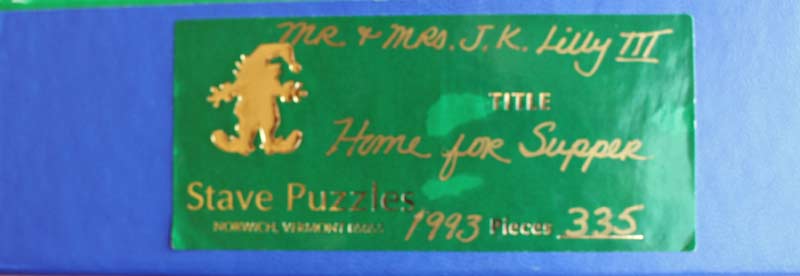 MR. & MRS. J. K. Lilly III
TITLE
Home for Supper
Stave Puzzles
NORWICH, VERMONT
1993 Pieces 335